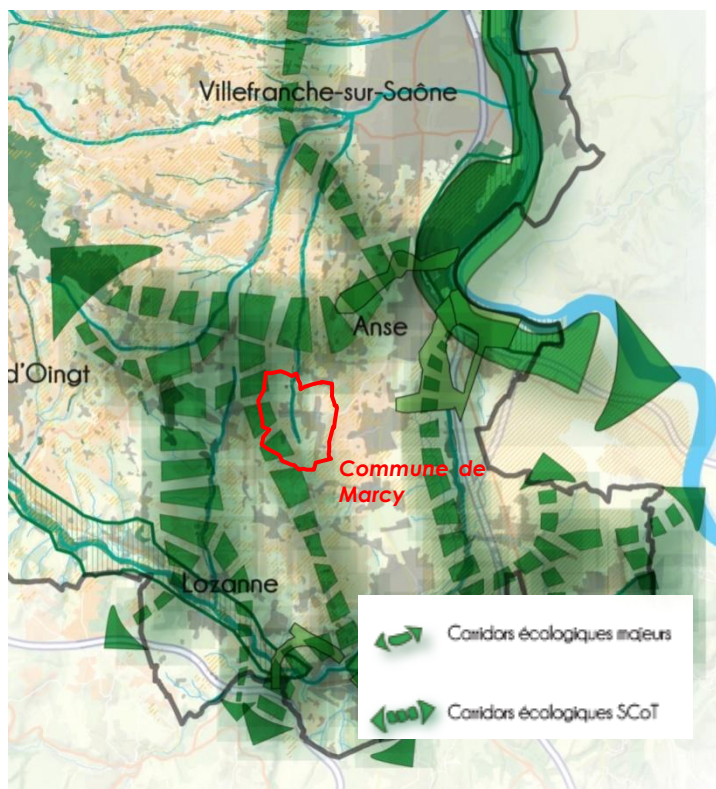 Villefranche-sur-Saône
Anse
d'Oingt
Commune de
Marcy
Lozanne
Corridors écologiques majeurs
Corridors écologiques SCoT